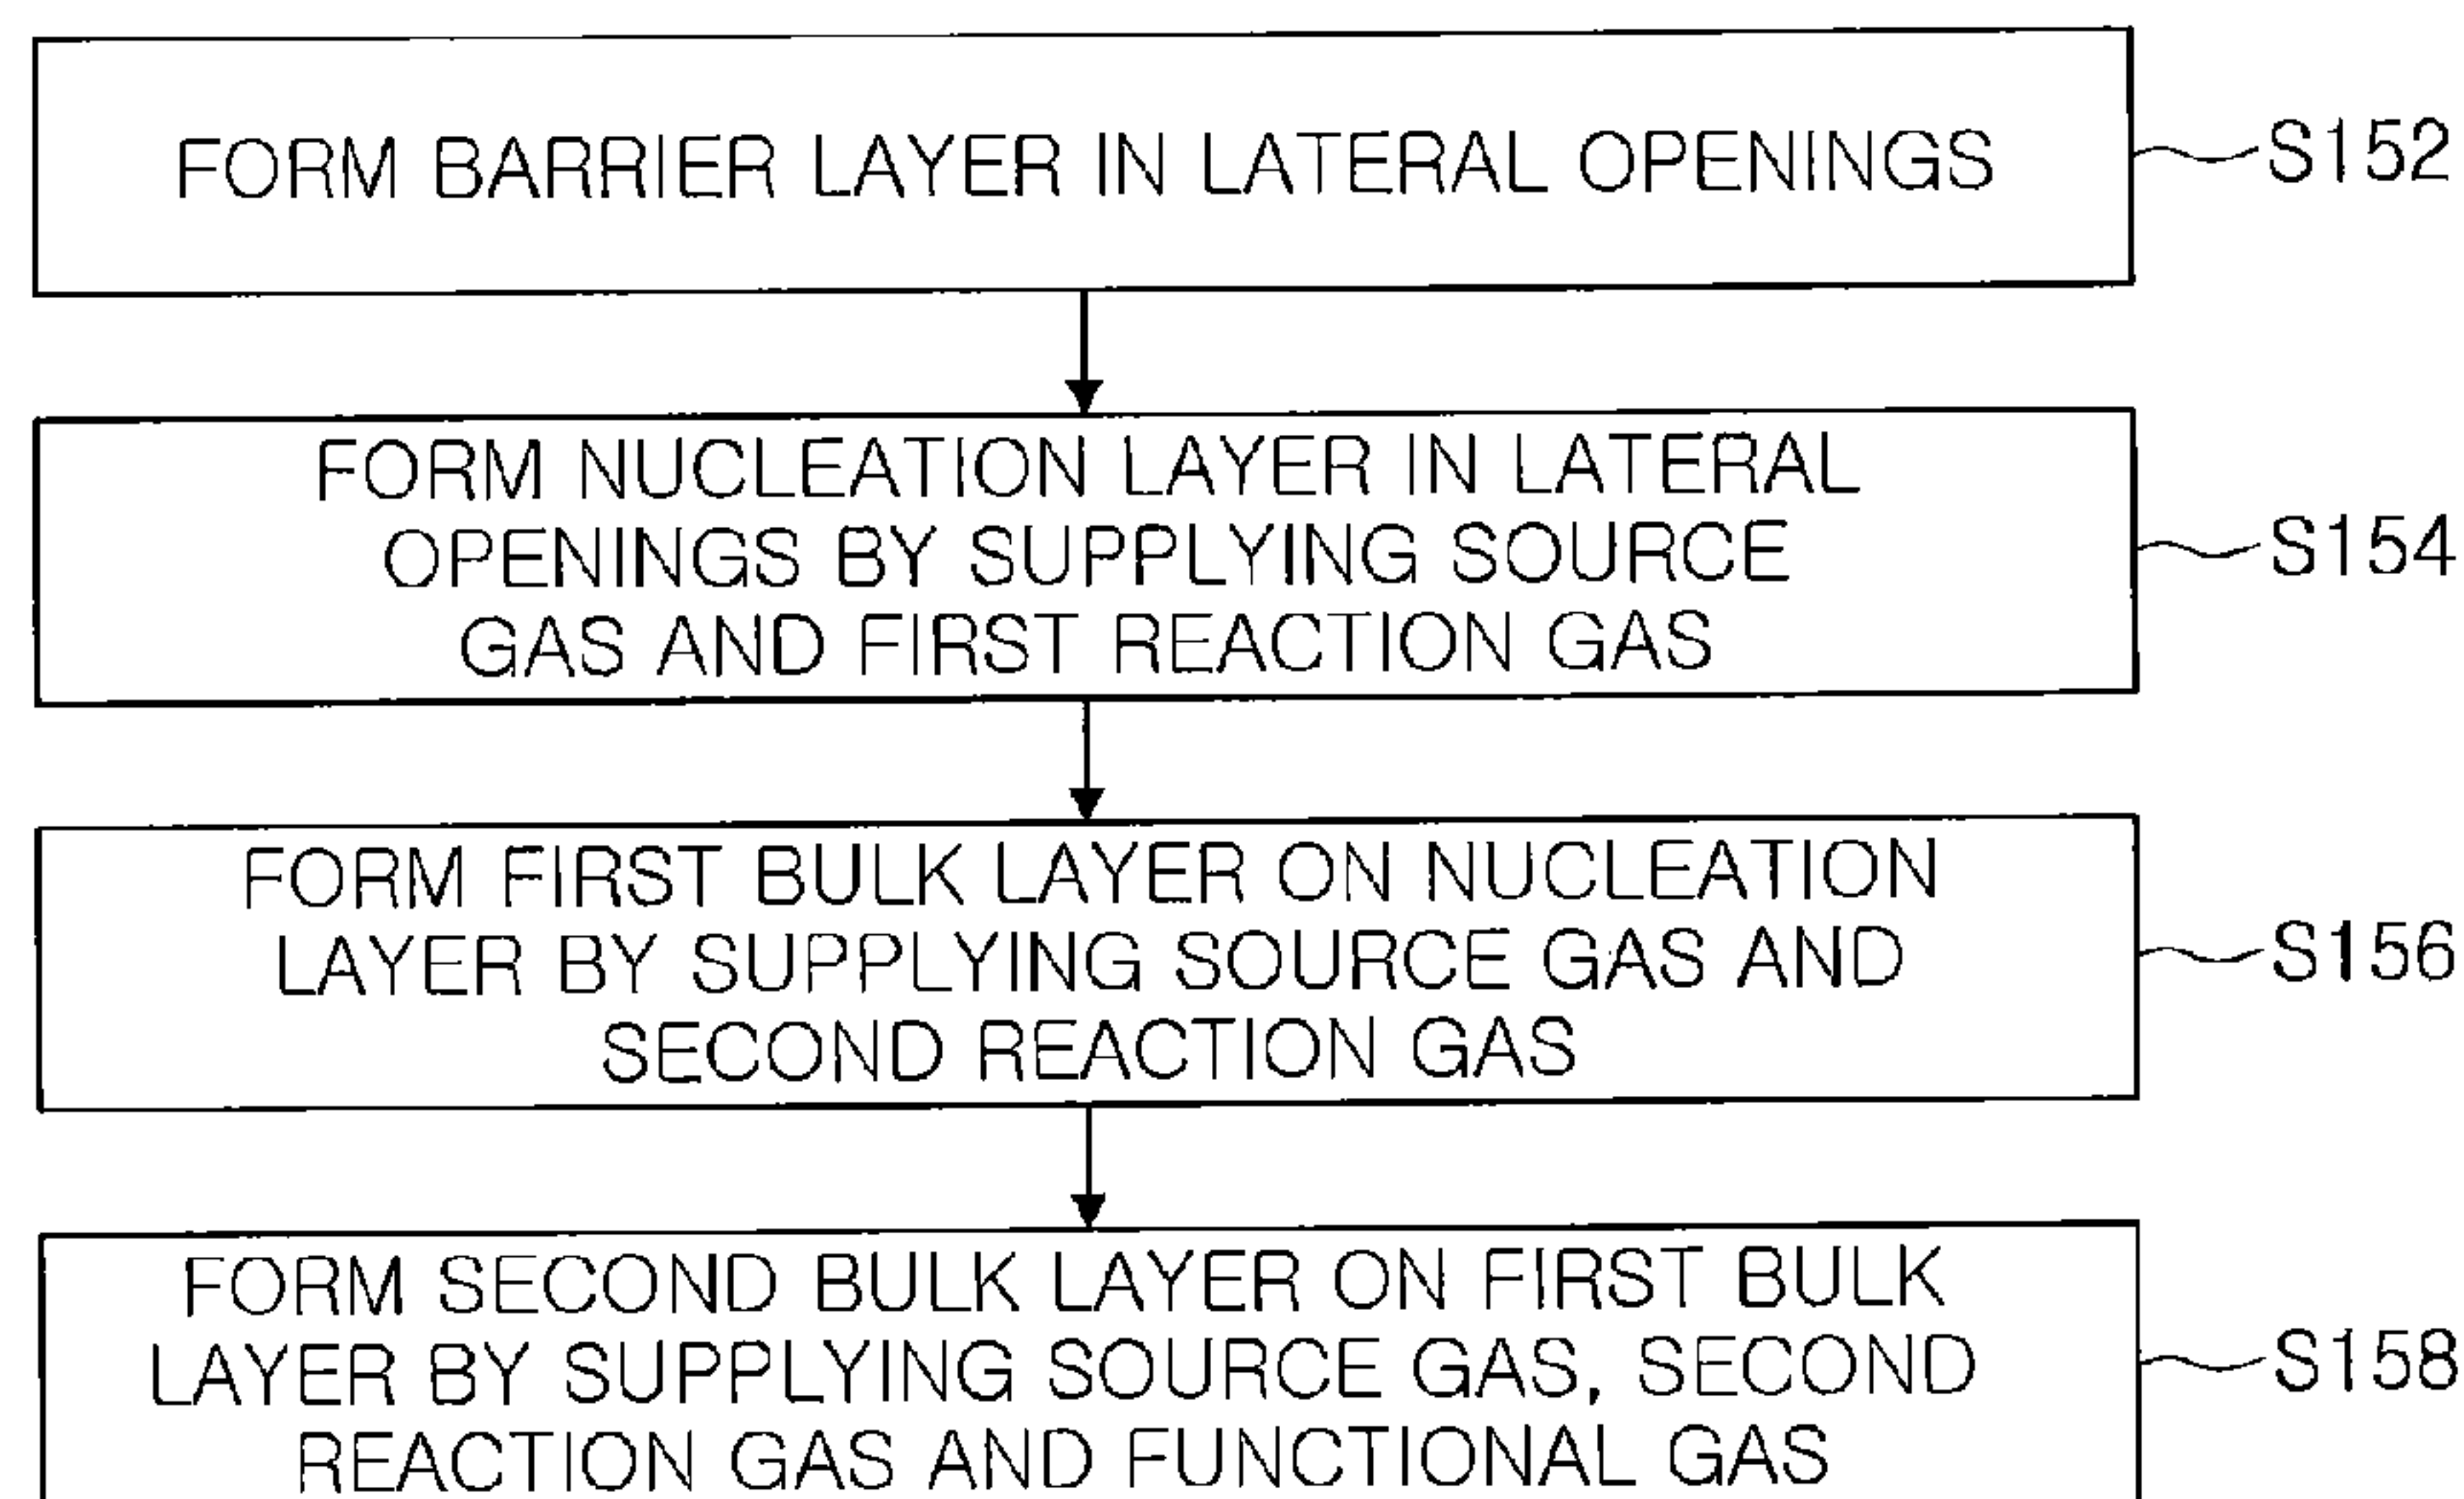 FORM BARRIER LAYER IN LATERAL OPENINGS
S152
FORM NUCLEATION LAYER IN LATERAL
OPENINGS BY SUPPLYING SOURCE
GAS AND FIRST REACTION GAS
S154
FORM FIRST BULK LAYER ON NUCLEATION
LAYER BY SUPPLYING SOURCE GAS AND
SECOND REACTION GAS
S156
FORM SECOND BULK LAYER ON FIRST BULK
LAYER BY SUPPLYING SOURCE GAS, SECOND
REACTION GAS AND FUNCTIONAL GAS
S158